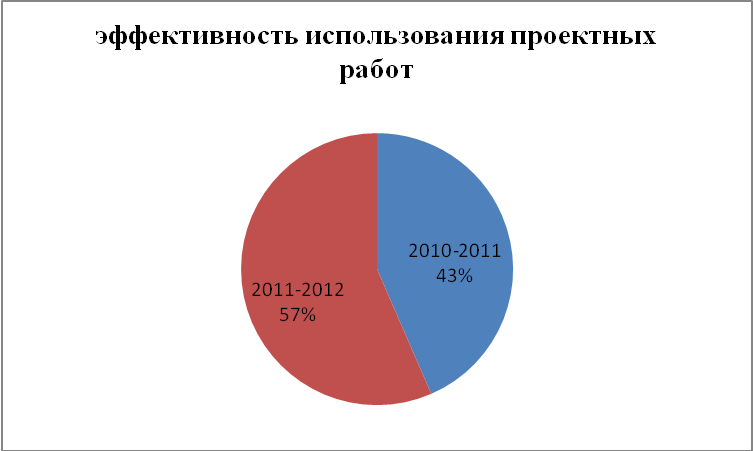 эффективность использования проектных
работ
2010-2011
43%
2011-2012
57%